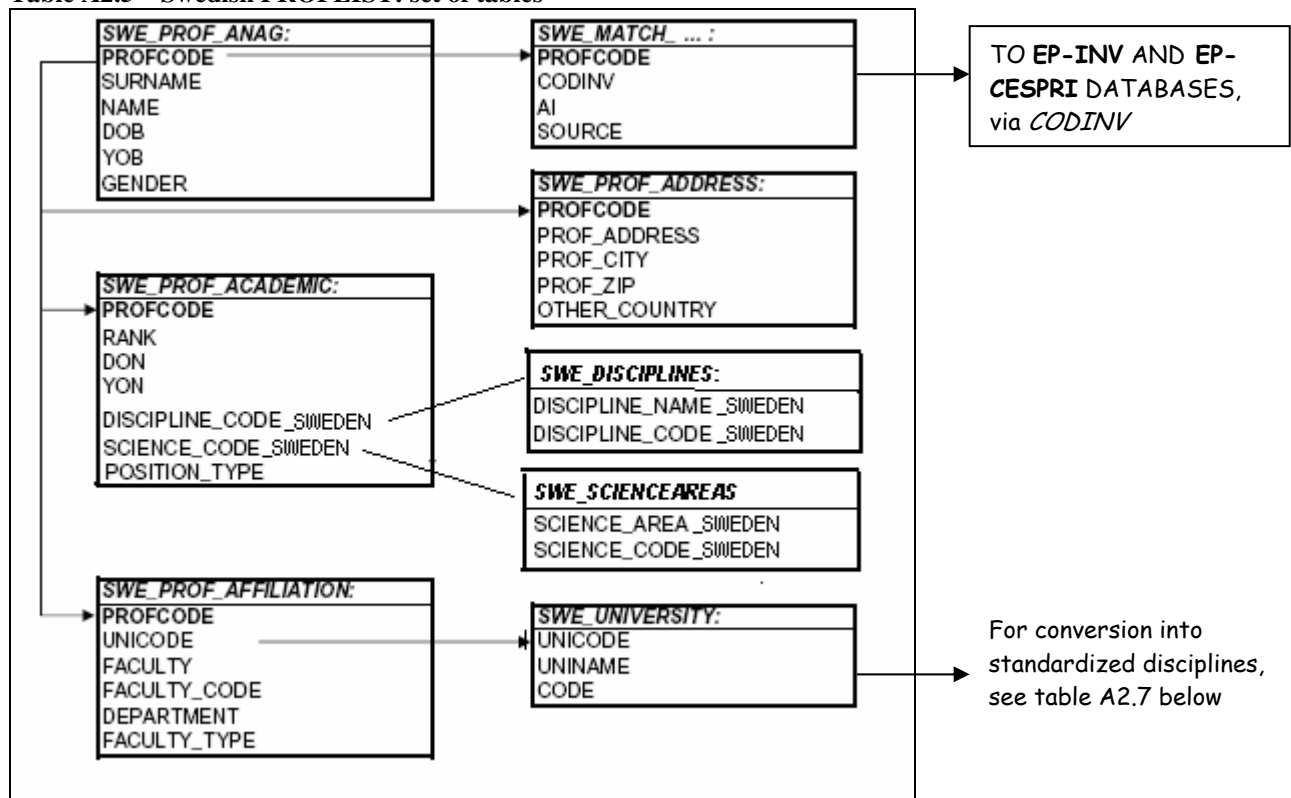 Table A2.5 – Swedish PROFLIST: set of tables
SWE_PROF_ANAG:
PROFCODE
SURNAME
NAME
DOB
YOB
GENDER
SWE_MATCH_ ... :
PROFCODE
CODINV
AI
SOURCE
TO EP-INV AND EP-
CESPRI DATABASES,
via CODINV
SWE_PROF_ADDRESS:
PROFCODE
PROF_ADDRESS
PROF_CITY
PROF_ZIP
OTHER_COUNTRY
SWE_PROF_ACADEMIC:
PROFCODE
RANK
DON
YON
DISCIPLINE_CODE_SWEDEN
SCIENCE_CODE_SWEDEN
POSITION_TYPE
SWE_DISCIPLINES:
DISCIPLINE_NAME_SWEDEN
DISCIPLINE_CODE_SWEDEN
SWE_SCIENCEAREAS
SCIENCE_AREA_SWEDEN
SCIENCE_CODE_SWEDEN
SWE_PROF_AFFILIATION:
PROFCODE
UNICODE
FACULTY
FACULTY_CODE
DEPARTMENT
FACULTY_TYPE
SWE_UNIVERSITY:
UNICODE
UNINAME
CODE
For conversion into
standardized disciplines,
see table A2.7 below